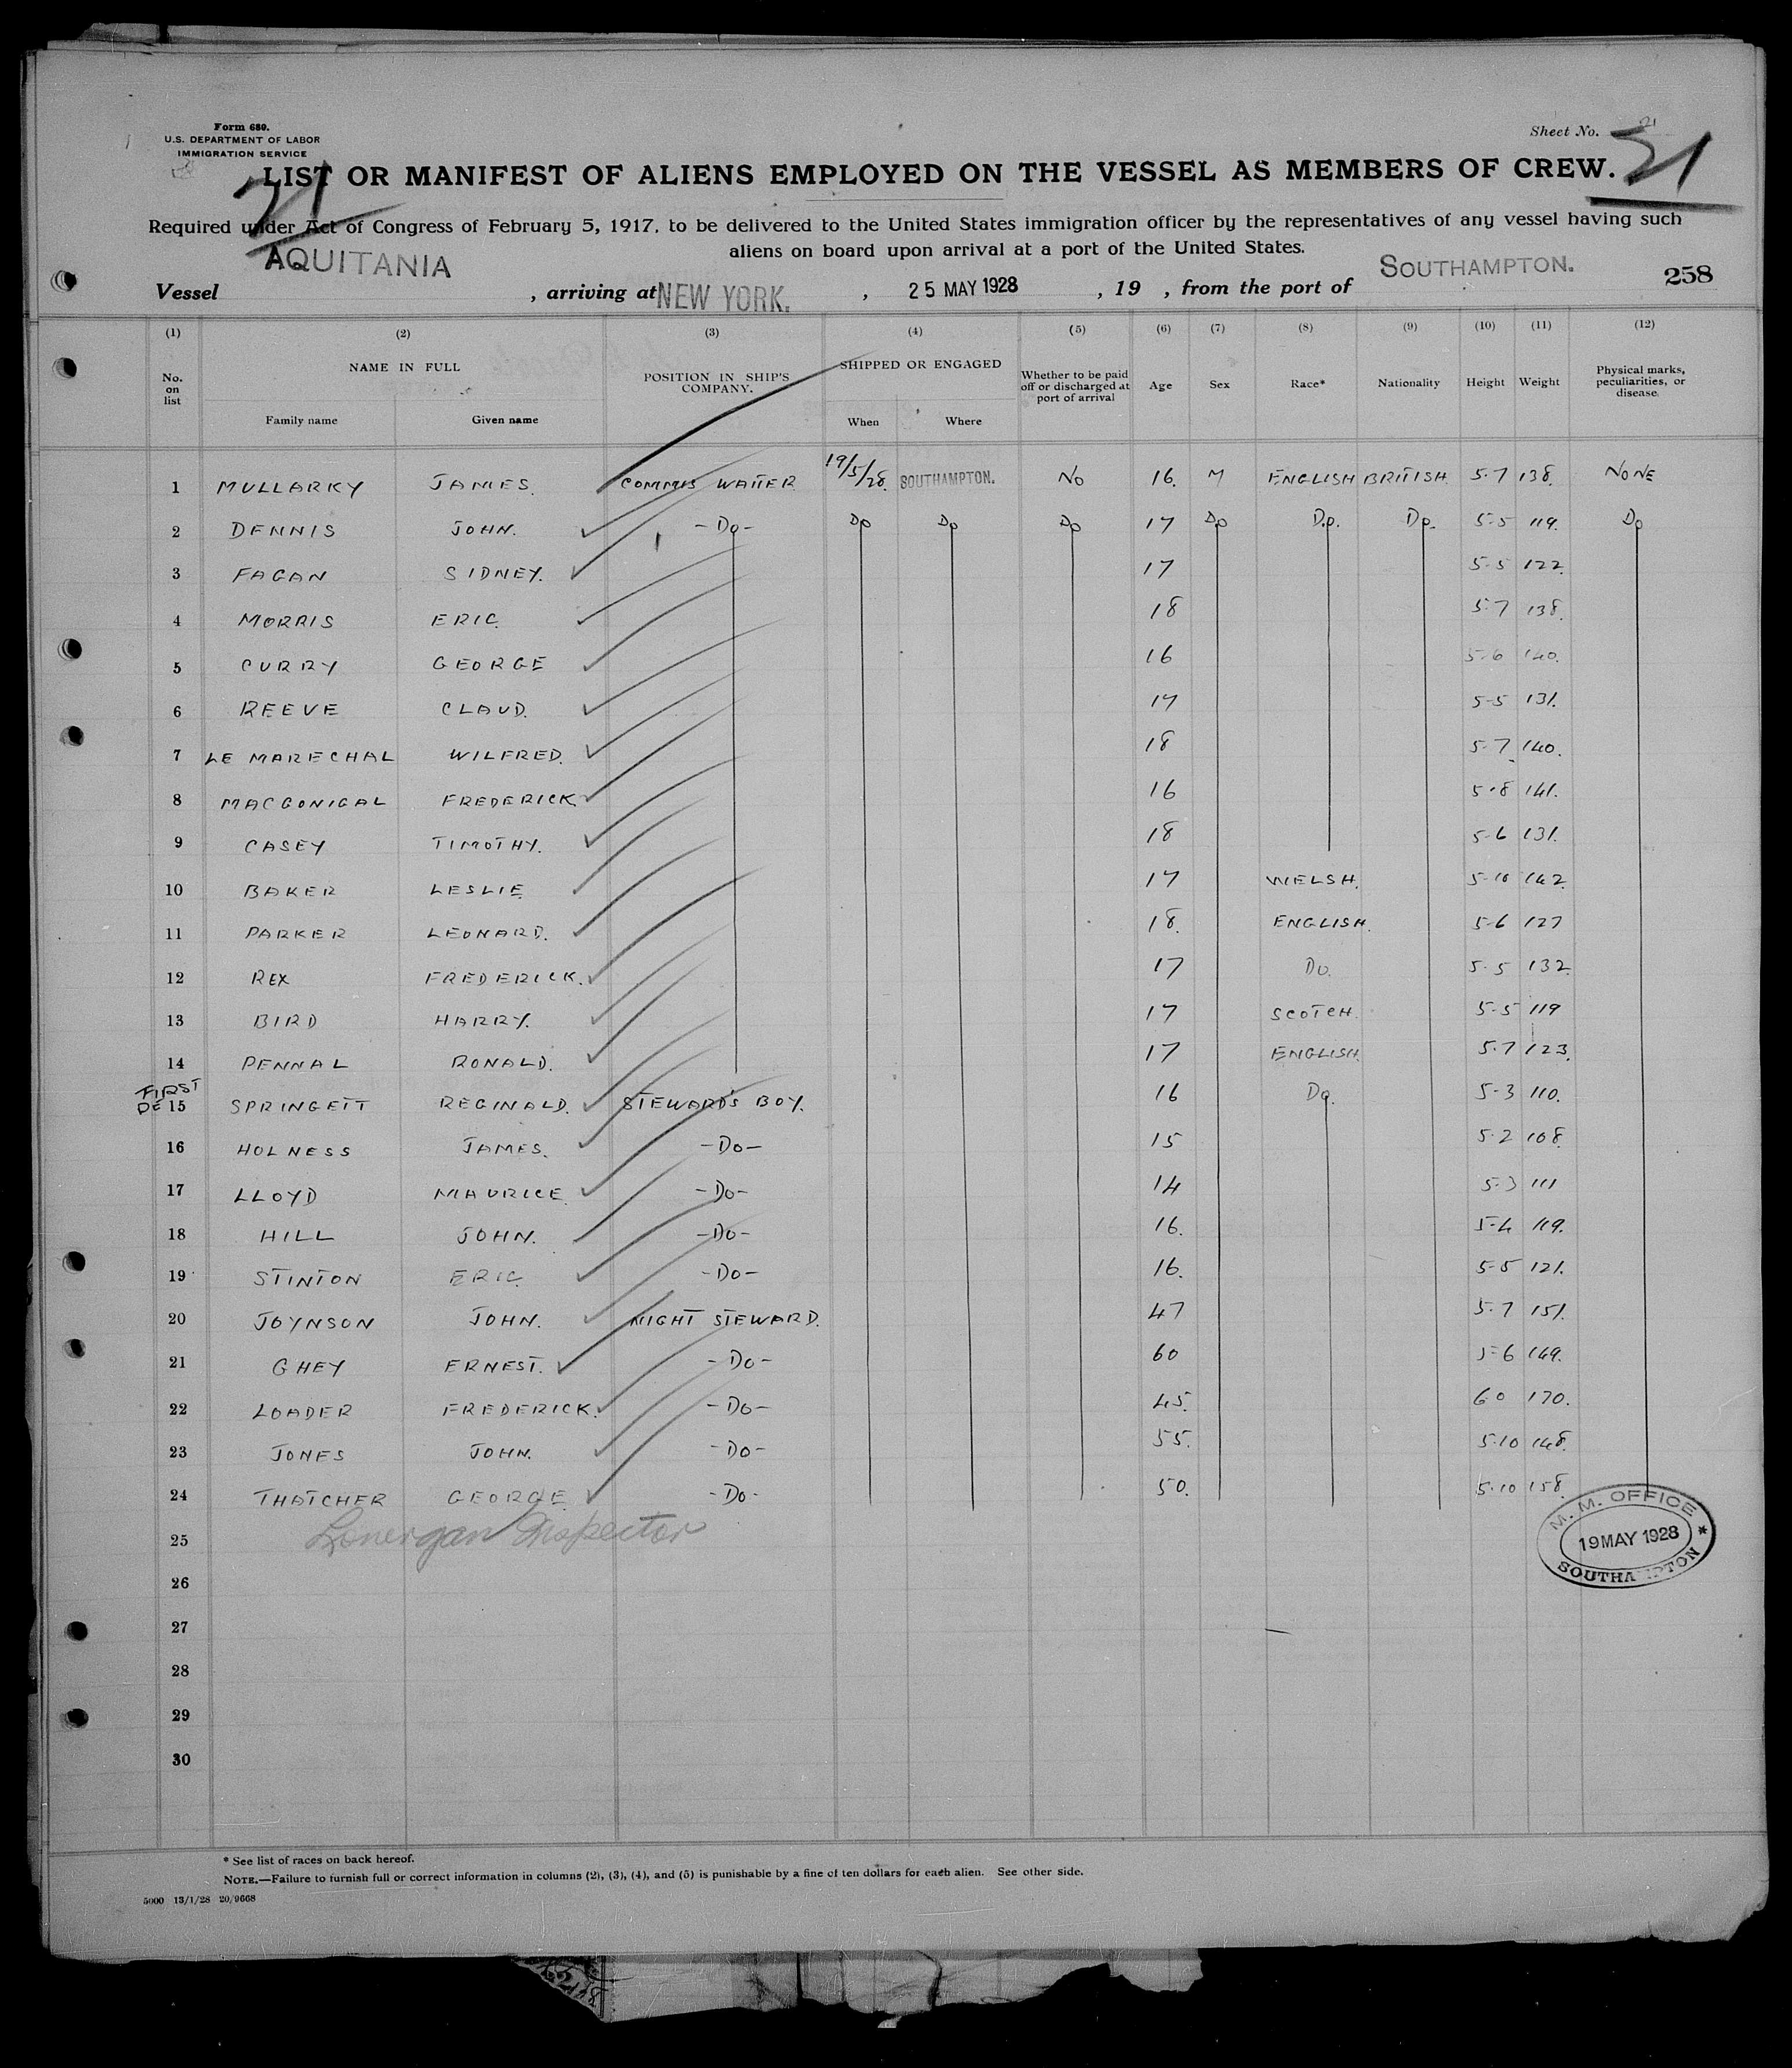 Form 680.
U.S. DEPARTMENT OF LABOR
IMMIGRATION SERVICE
Sheet No. 21
21
LIST OR MANIFEST OF ALIENS EMPLOYED ON THE VESSEL AS MEMBERS OF CREW.
21
Required under Act of Congress of February 5, 1917, to be delivered to the United States immigration officer by the representatives of any vessel having such
aliens on board upon arrival at a port of the United States.
Vessel AQUITANIA, arriving at NEW YORK., 25 MAY 1928, 19 , from the port of SOUTHAMPTON. 258
(1) (2) (3) (4) (5) (6) (7) (8) (9) (10) (11) (12)
No. on list NAME IN FULL POSITION IN SHIP'S COMPANY. SHIPPED OR ENGAGED Whether to be paid off or discharged at port of arrival Age Sex Race* Nationality Height Weight Physical marks, peculiarities, or disease.
Family name Given name When Where
1 MULLARKY JAMES. COMMIS WAITER 19/5/28. SOUTHAMPTON. NO 16. M ENGLISH BRITISH 5.7 138. NONE
2 DENNIS JOHN. -DO- DO DO DO 17 DO DO. DO. 5-5 119. DO
3 FAGAN SIDNEY. 17 5-5 122.
4 MORRIS ERIC. 18 5.7 138.
5 CURRY GEORGE 16 5-6 140.
6 REEVE CLAUD. 17 5-5 131.
7 LE MARECHAL WILFRED. 18 5-7 140.
8 MACGONIGAL FREDERICK 16 5.8 141.
9 CASEY TIMOTHY. 18 5-6 131.
10 BAKER LESLIE. 17 WELSH. 5-10 142.
11 PARKER LEONARD. 18. ENGLISH. 5-6 127
12 REX FREDERICK. 17 DO. 5.5 132.
13 BIRD HARRY. 17 SCOTCH. 5-5 119
14 PENNAL RONALD. 17 ENGLISH. 5.7 123.
FIRST
DE 15 SPRINGETT REGINALD. STEWARD'S BOY. 16 DO. 5-3 110.
16 HOLNESS JAMES. -DO- 15 5.2 108.
17 LLOYD MAURICE. -DO- 14 5.3 111
18 HILL JOHN. -DO- 16. 5-4 119.
19 STINTON ERIC. -DO- 16. 5-5 121.
20 JOYNSON JOHN. NIGHT STEWARD. 47 5.7 151.
21 GHEY ERNEST. -DO- 60 5-6 149.
22 LOADER FREDERICK. -DO- 45. 6.0 170.
23 JONES JOHN. -DO- 55. 5.10 148.
24 THATCHER GEORGE. -DO- 50. 5.10 158.
25 Lonergan Inspector
M. M. OFFICE
19 MAY 1928
SOUTHAMPTON
26
27
28
29
30
* See list of races on back hereof.
NOTE.—Failure to furnish full or correct information in columns (2), (3), (4), and (5) is punishable by a fine of ten dollars for each alien. See other side.
5000 13/1/28 20/9668